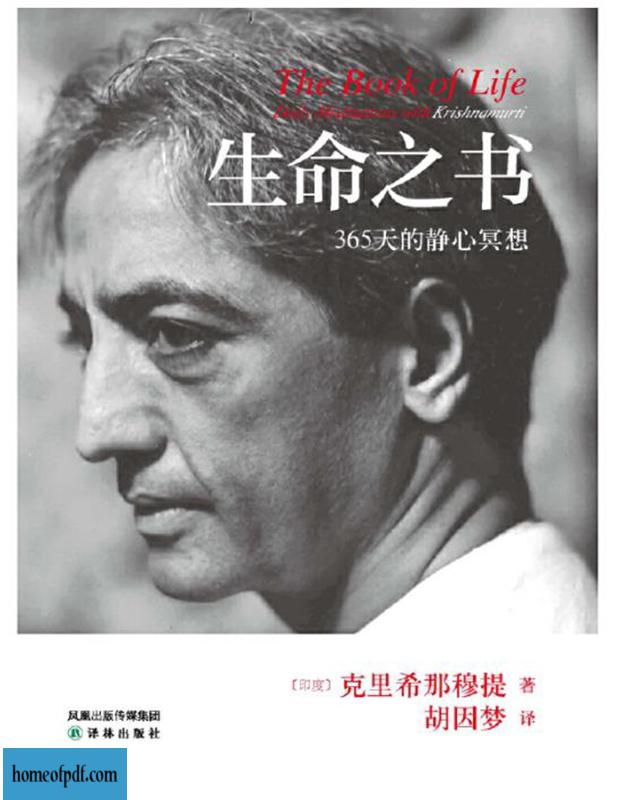 The Book of Life
Daily Meditations with Krishnamurti
生命之书
365天的静心冥想
〔印度〕克里希那穆提 著
胡因梦 译
凤凰出版传媒集团
译林出版社
homeofpdf.com